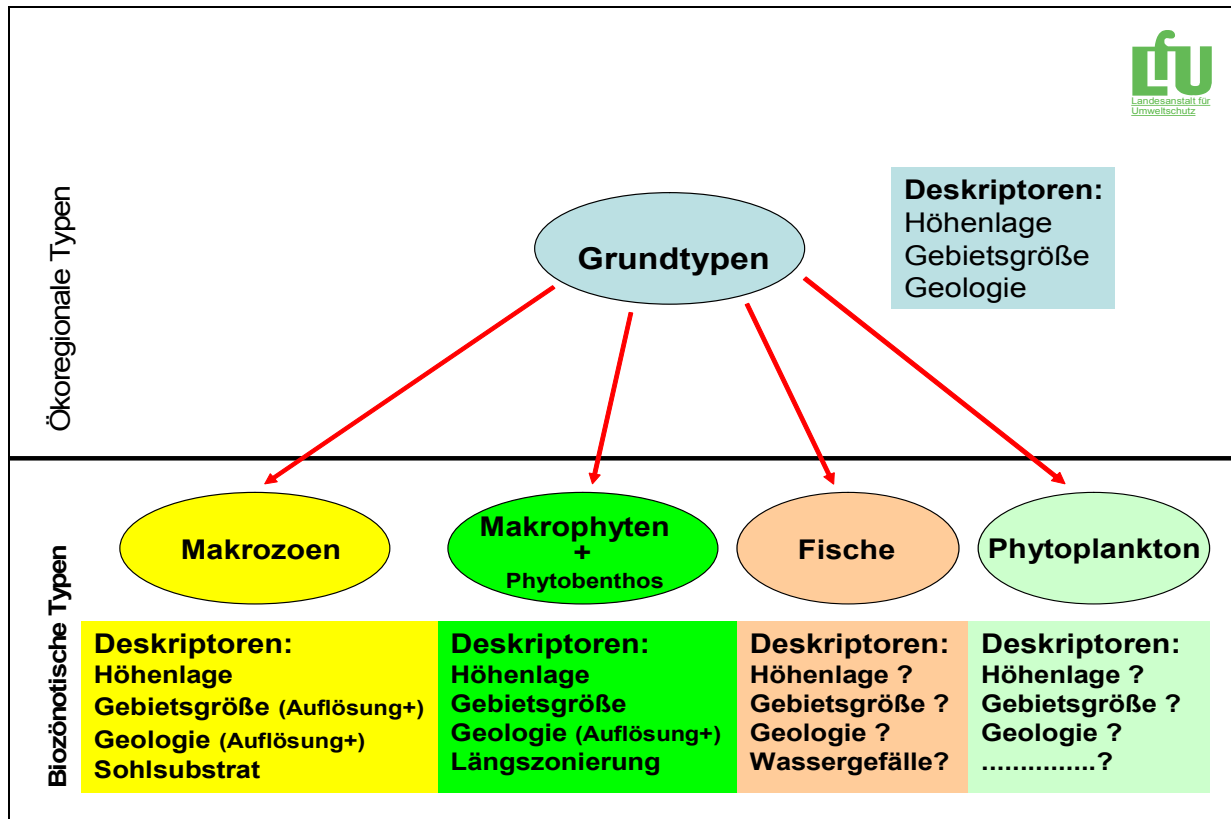 LfU
Landesanstalt für
Umweltschutz
Ökoregionale Typen
Deskriptoren:
Höhenlage
Gebietsgröße
Geologie
Grundtypen
Biozönotische Typen
Makrozoen
Makrophyten
+
Phytobenthos
Fische
Phytoplankton
Deskriptoren:
Höhenlage
Gebietsgröße (Auflösung+)
Geologie (Auflösung+)
Sohlsubstrat
Deskriptoren:
Höhenlage
Gebietsgröße
Geologie (Auflösung+)
Längszonierung
Deskriptoren:
Höhenlage ?
Gebietsgröße ?
Geologie ?
Wassergefälle?
Deskriptoren:
Höhenlage ?
Gebietsgröße ?
Geologie ?
...............?